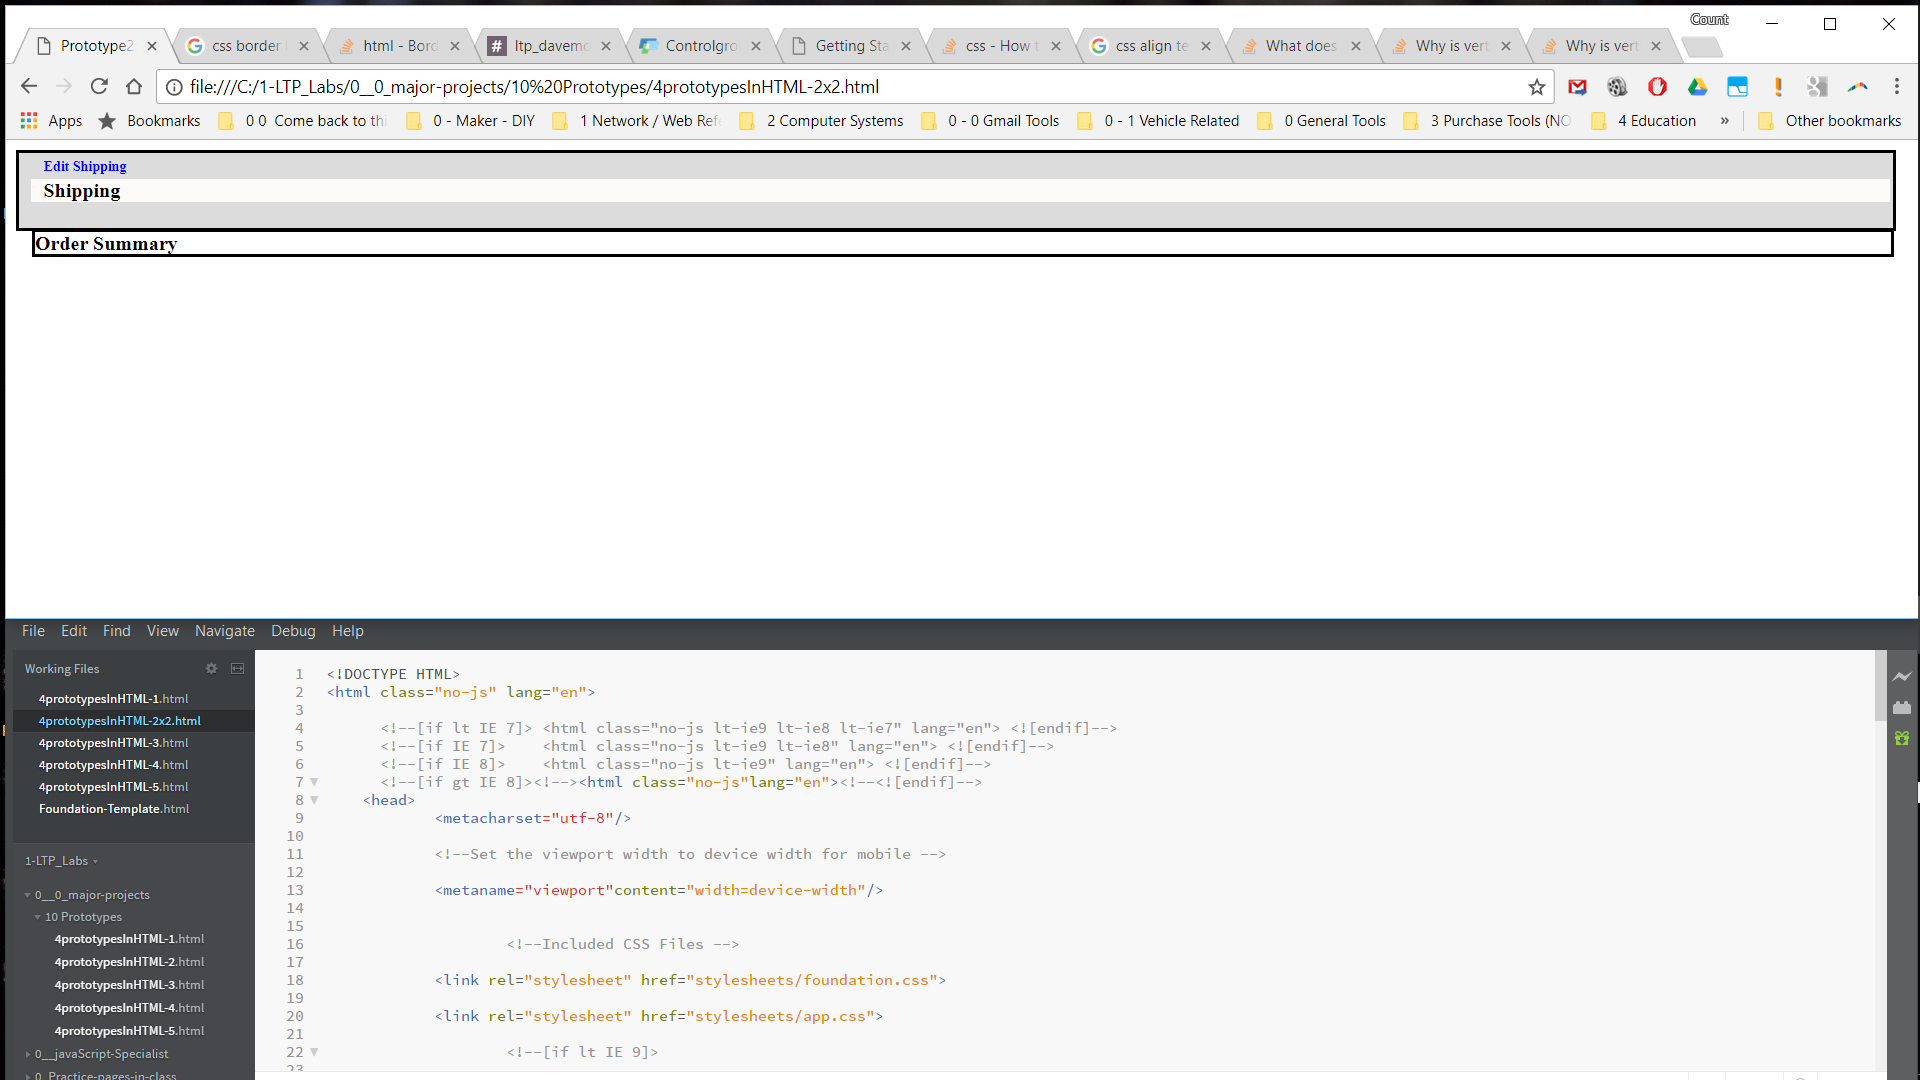 Count
Prototype2
css border
html - Bord
ltp_davemc
Controlgro
Getting Sta
css - How t
css align te
What does
Why is vert
Why is vert
file:///C:/1-LTP_Labs/0__0_major-projects/10%20Prototypes/4prototypesInHTML-2x2.html
Apps Bookmarks 0 0 Come back to thi 0 - Maker - DIY 1 Network / Web Refe 2 Computer Systems 0 - 0 Gmail Tools 0 - 1 Vehicle Related 0 General Tools 3 Purchase Tools (NO 4 Education » Other bookmarks
Edit Shipping
Shipping
Order Summary
File Edit Find View Navigate Debug Help
Working Files
4prototypesInHTML-1.html
4prototypesInHTML-2x2.html
4prototypesInHTML-3.html
4prototypesInHTML-4.html
4prototypesInHTML-5.html
Foundation-Template.html
1-LTP_Labs
0__0_major-projects
10 Prototypes
4prototypesInHTML-1.html
4prototypesInHTML-2.html
4prototypesInHTML-3.html
4prototypesInHTML-4.html
4prototypesInHTML-5.html
0__javaScript-Specialist
0_Practice-pages-in-class
1 <!DOCTYPE HTML>
2 <html class="no-js" lang="en">
3
4 <!--[if lt IE 7]> <html class="no-js lt-ie9 lt-ie8 lt-ie7" lang="en"> <![endif]-->
5 <!--[if IE 7]> <html class="no-js lt-ie9 lt-ie8" lang="en"> <![endif]-->
6 <!--[if IE 8]> <html class="no-js lt-ie9" lang="en"> <![endif]-->
7 <!--[if gt IE 8]><!--><html class="no-js"lang="en"><!--<![endif]-->
8 <head>
9 <metacharset="utf-8"/>
10
11 <!--Set the viewport width to device width for mobile -->
12
13 <metaname="viewport"content="width=device-width"/>
14
15
16 <!--Included CSS Files -->
17
18 <link rel="stylesheet" href="stylesheets/foundation.css">
19
20 <link rel="stylesheet" href="stylesheets/app.css">
21
22 <!--[if lt IE 9]>
23